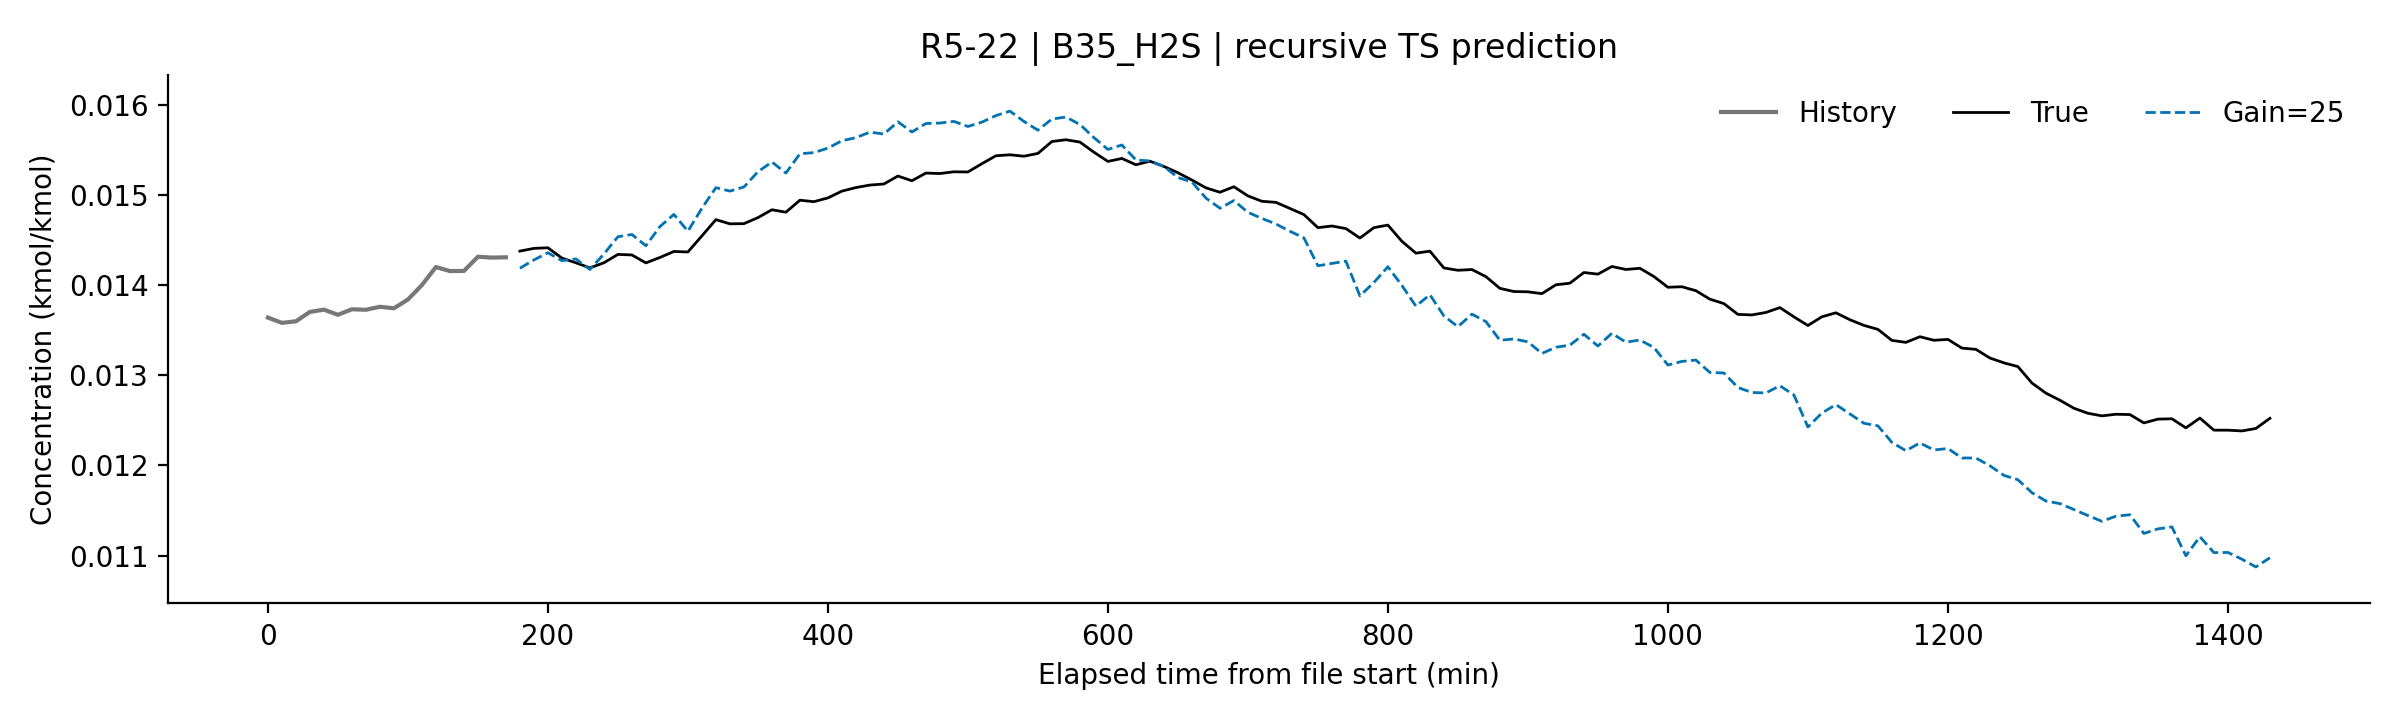 R5-22 | B35_H2S | recursive TS prediction
History
True
Gain=25
Concentration (kmol/kmol)
0.016
0.015
0.014
0.013
0.012
0.011
0 200 400 600 800 1000 1200 1400
Elapsed time from file start (min)